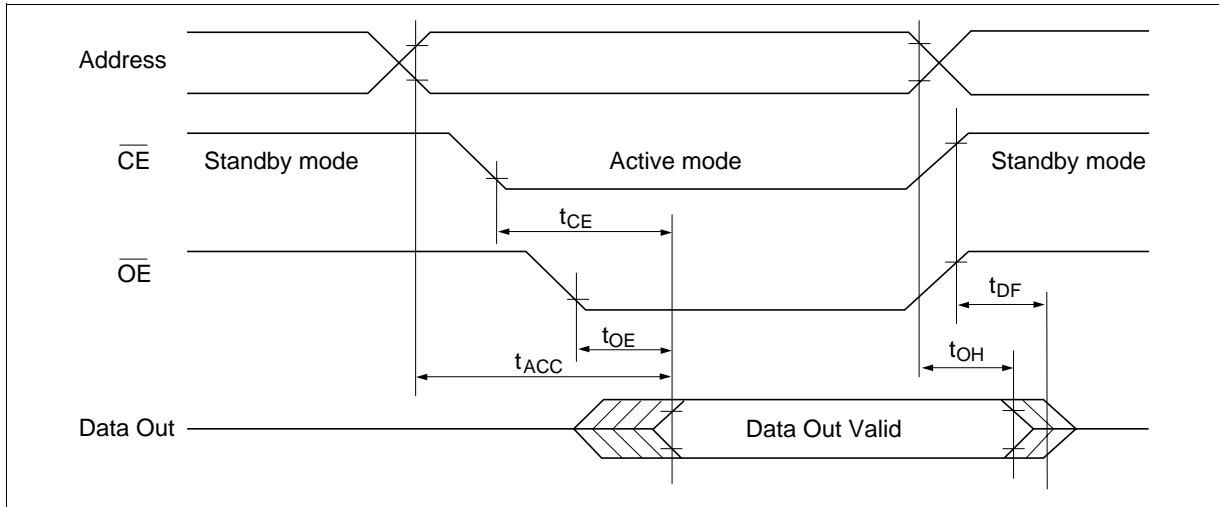 Address
CE
Standby mode
Active mode
Standby mode
tCE
OE
tDF
tOE
tOH
tACC
Data Out
Data Out Valid